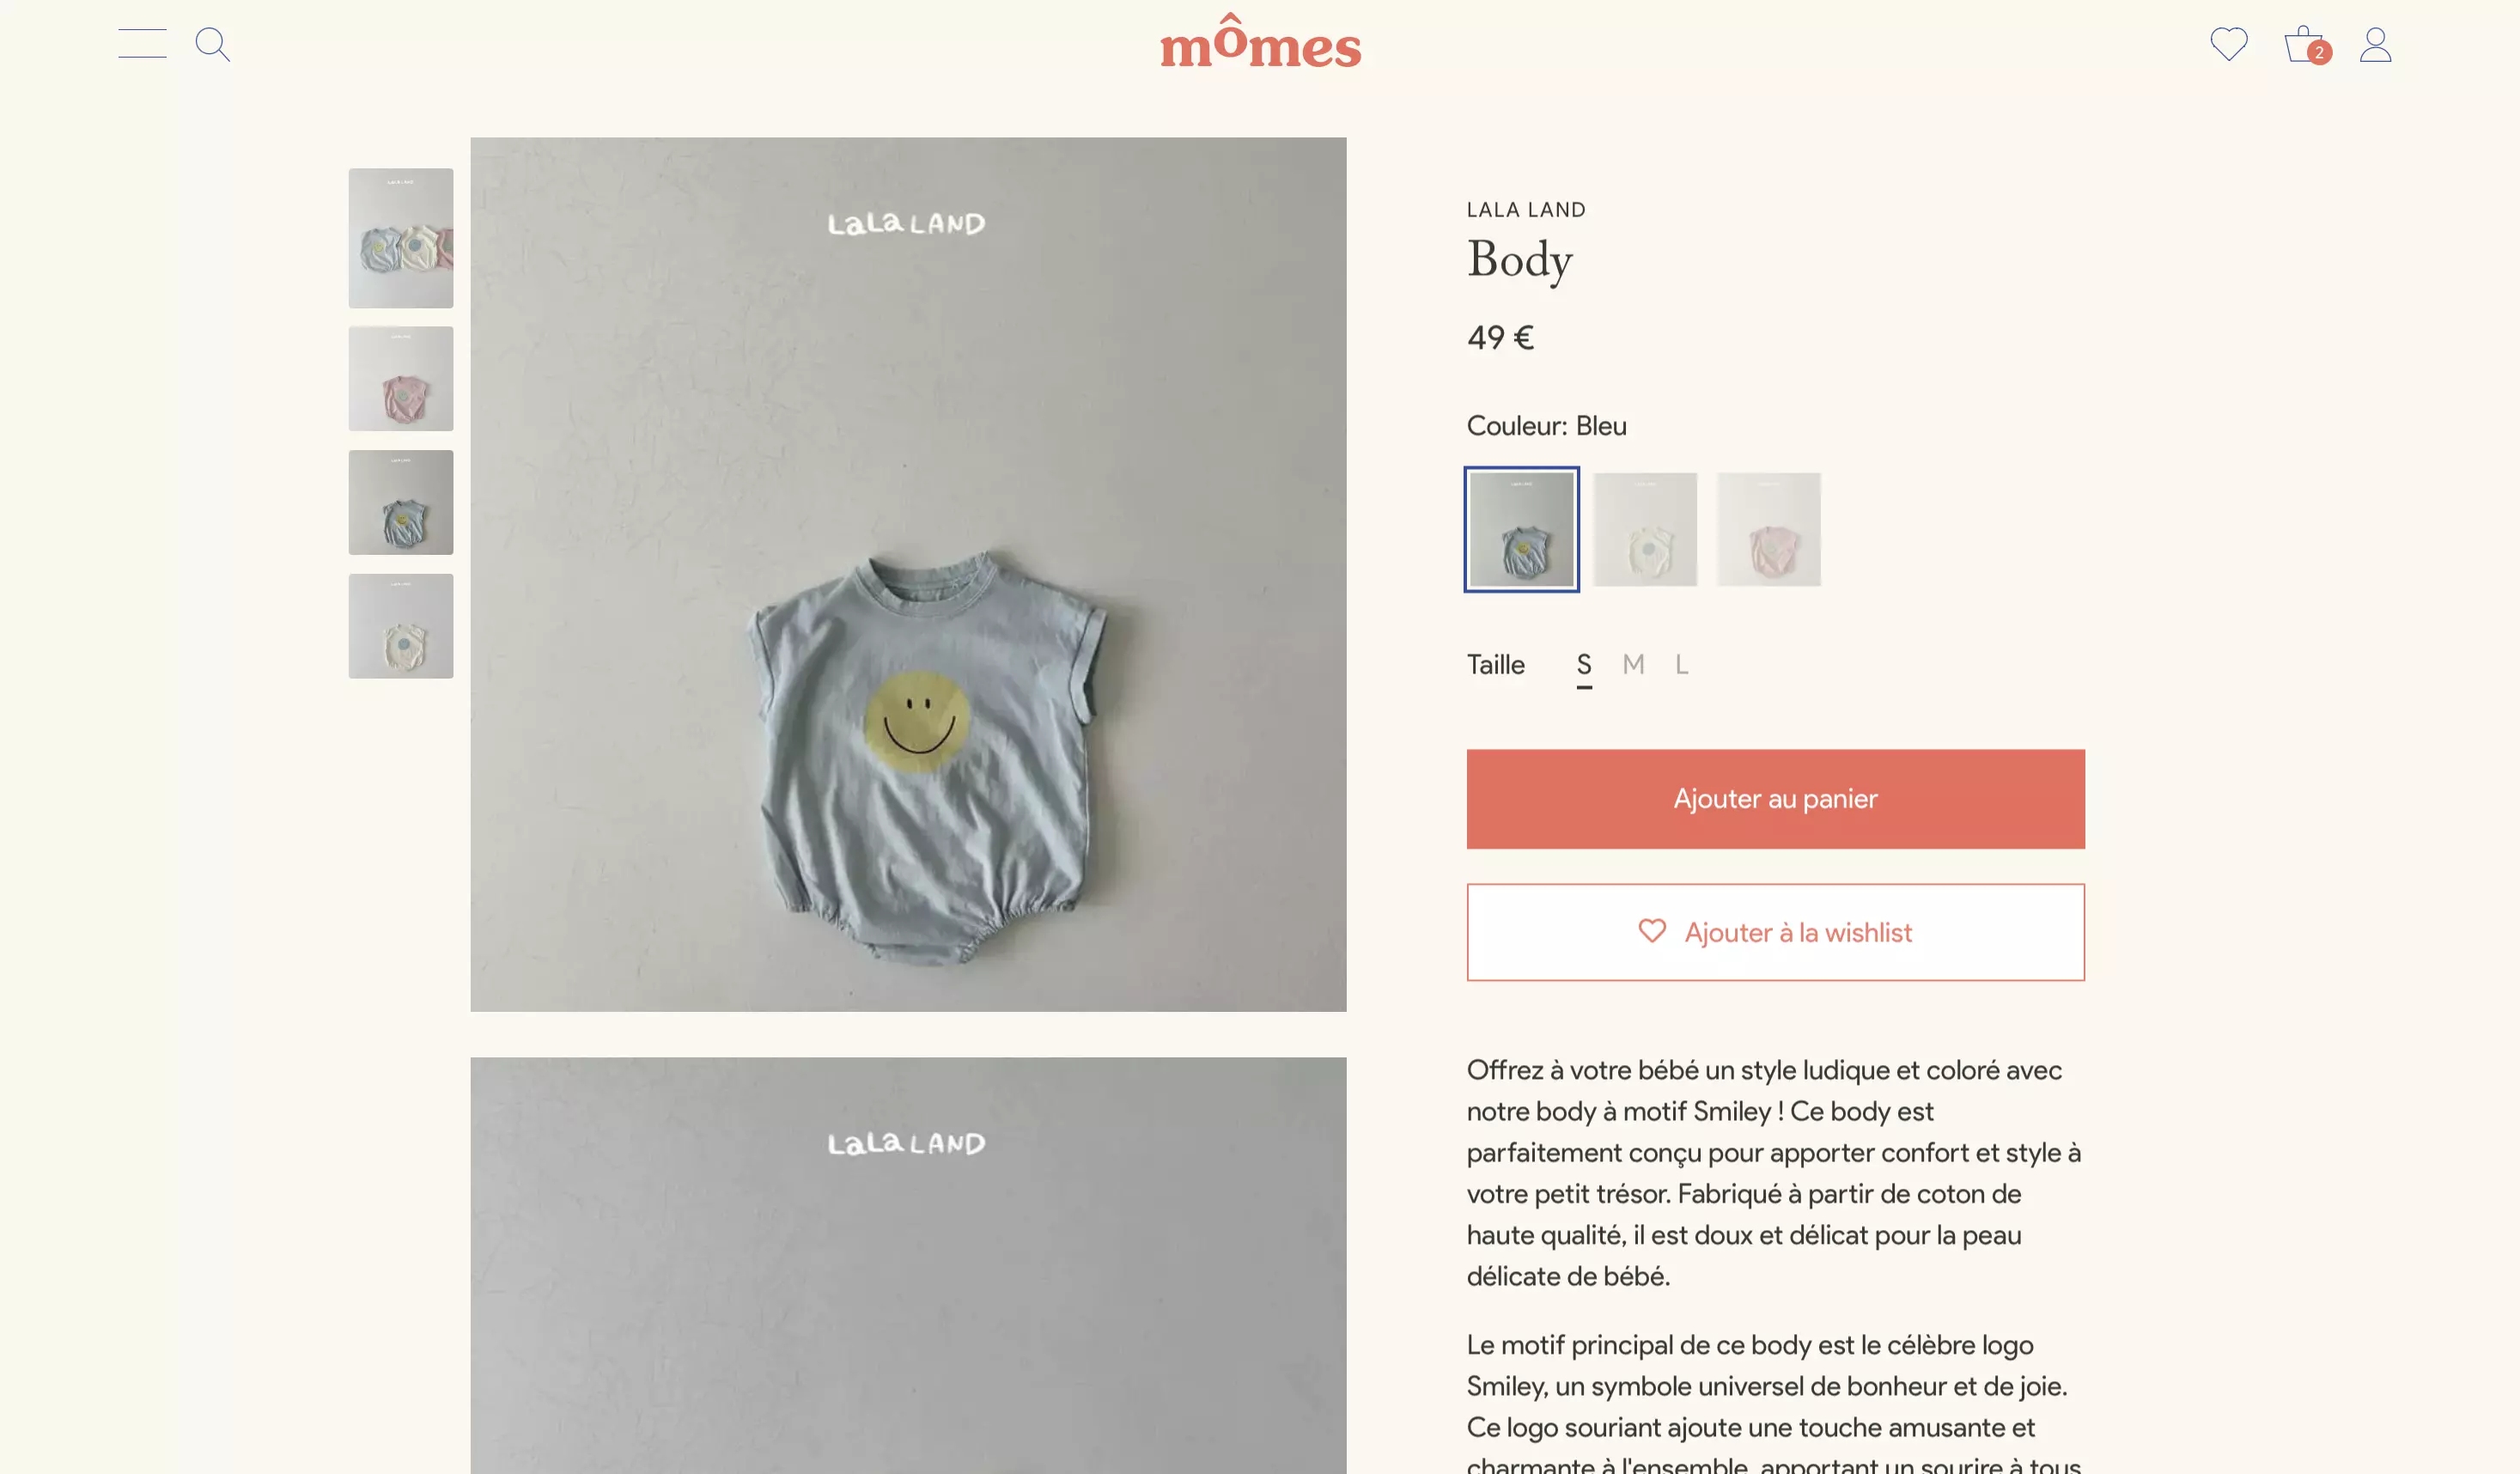 mômes
2
LaLa LAND
LALA LAND
Body
49 €
Couleur: Bleu
Taille S M L
Ajouter au panier
Ajouter à la wishlist
LaLa LAND
Offrez à votre bébé un style ludique et coloré avec
notre body à motif Smiley ! Ce body est
parfaitement conçu pour apporter confort et style à
votre petit trésor. Fabriqué à partir de coton de
haute qualité, il est doux et délicat pour la peau
délicate de bébé.
Le motif principal de ce body est le célèbre logo
Smiley, un symbole universel de bonheur et de joie.
Ce logo souriant ajoute une touche amusante et
charmante à l'ensemble, apportant un sourire à tous